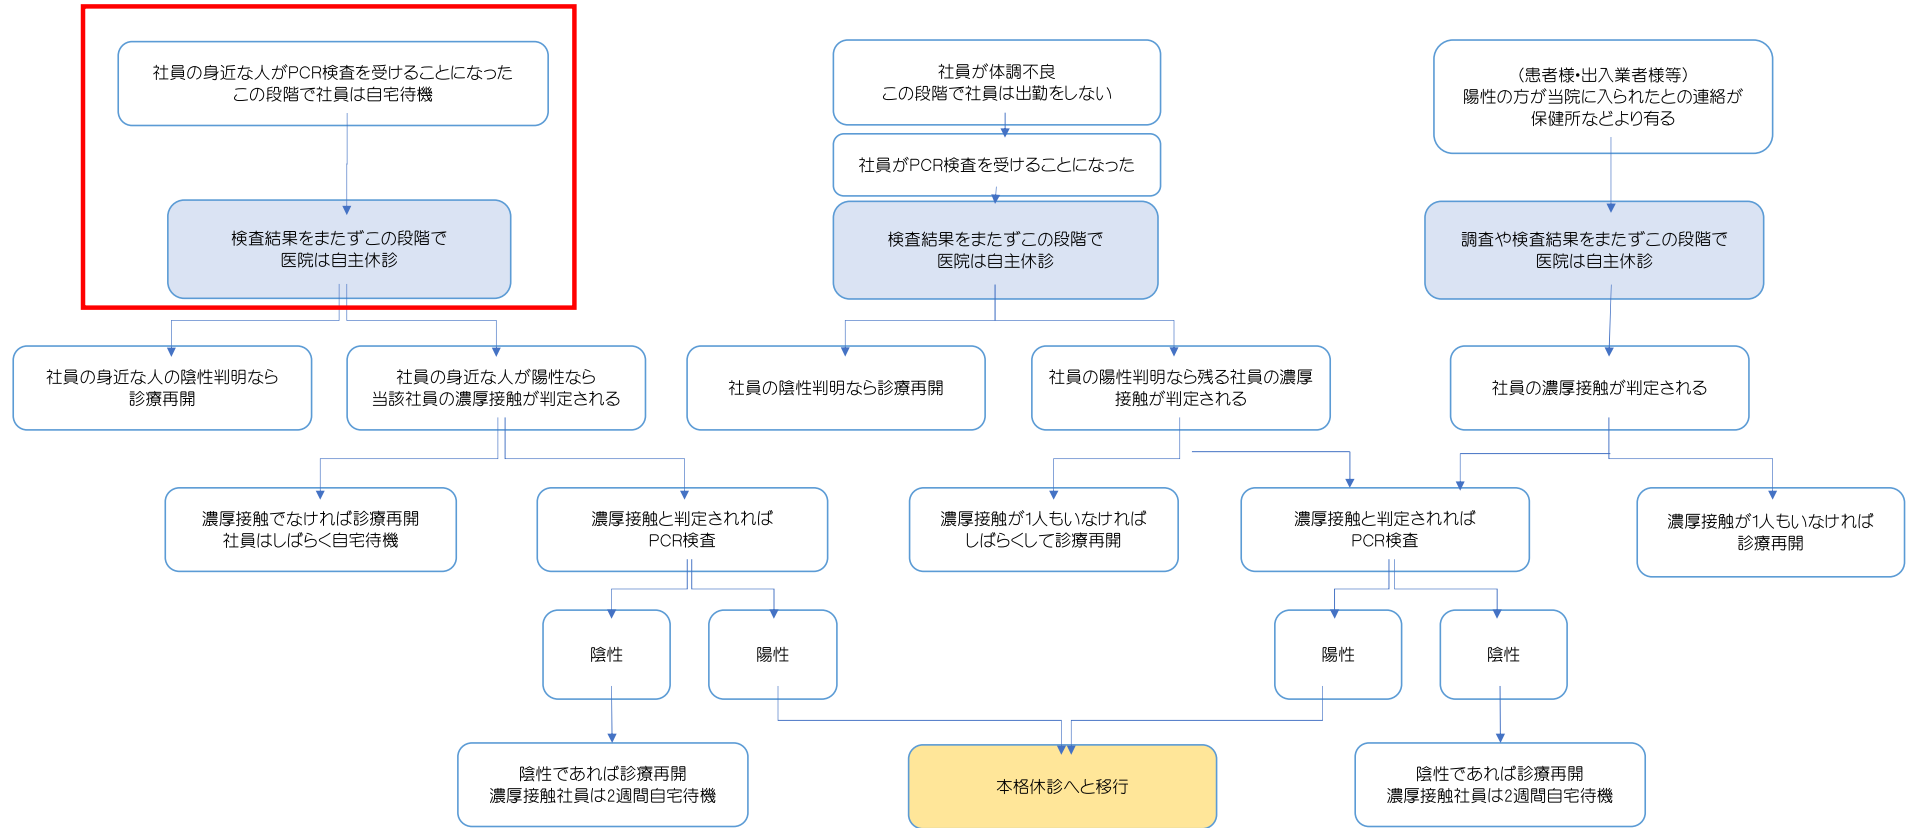 社員の身近な人がPCR検査を受けることになった
この段階で社員は自宅待機
社員が体調不良
この段階で社員は出勤をしない
(患者様・出入業者様等)
陽性の方が当院に入られたとの連絡が
保健所などより有る
社員がPCR検査を受けることになった
検査結果をまたずこの段階で
医院は自主休診
検査結果をまたずこの段階で
医院は自主休診
調査や検査結果をまたずこの段階で
医院は自主休診
社員の身近な人の陰性判明なら
診療再開
社員の身近な人が陽性なら
当該社員の濃厚接触が判定される
社員の陰性判明なら診療再開
社員の陽性判明なら残る社員の濃厚
接触が判定される
社員の濃厚接触が判定される
濃厚接触でなければ診療再開
社員はしばらく自宅待機
濃厚接触と判定されれば
PCR検査
濃厚接触が1人もいなければ
しばらくして診療再開
濃厚接触と判定されれば
PCR検査
濃厚接触が1人もいなければ
診療再開
陰性
陽性
陽性
陰性
陰性であれば診療再開
濃厚接触社員は2週間自宅待機
本格休診へと移行
陰性であれば診療再開
濃厚接触社員は2週間自宅待機